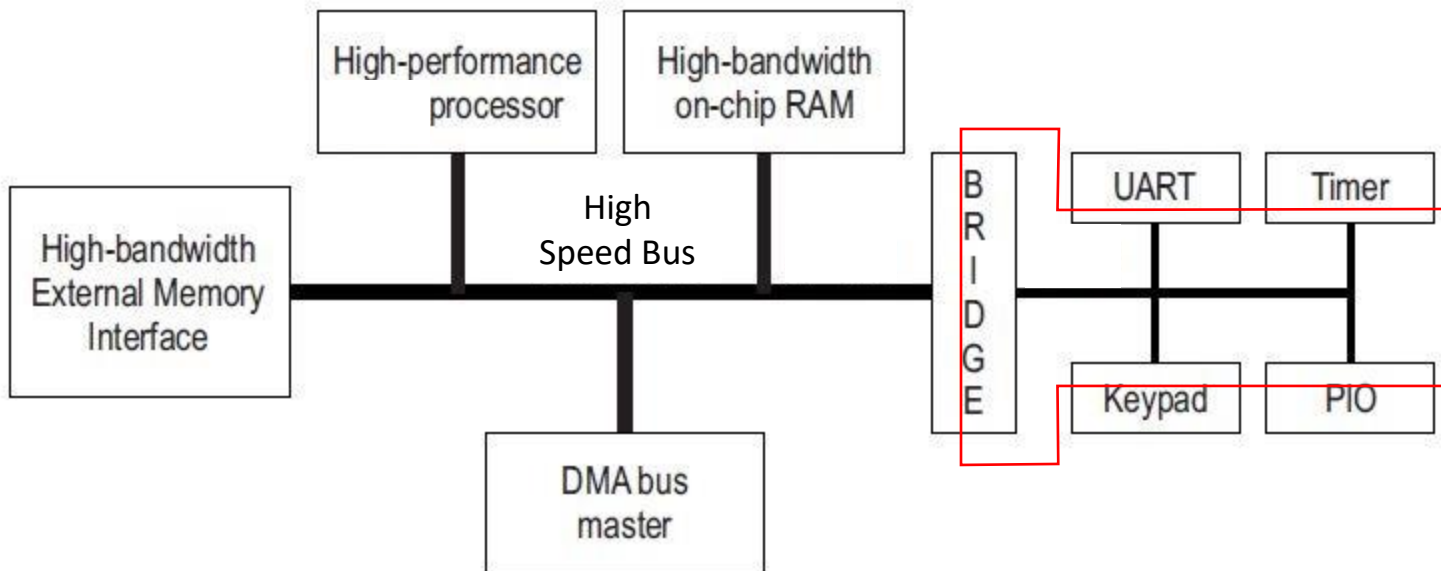 High-performance
processor
High-bandwidth
on-chip RAM
High-bandwidth
External Memory
Interface
High
Speed Bus
B
R
I
D
G
E
UART
Timer
Keypad
PIO
DMA bus
master